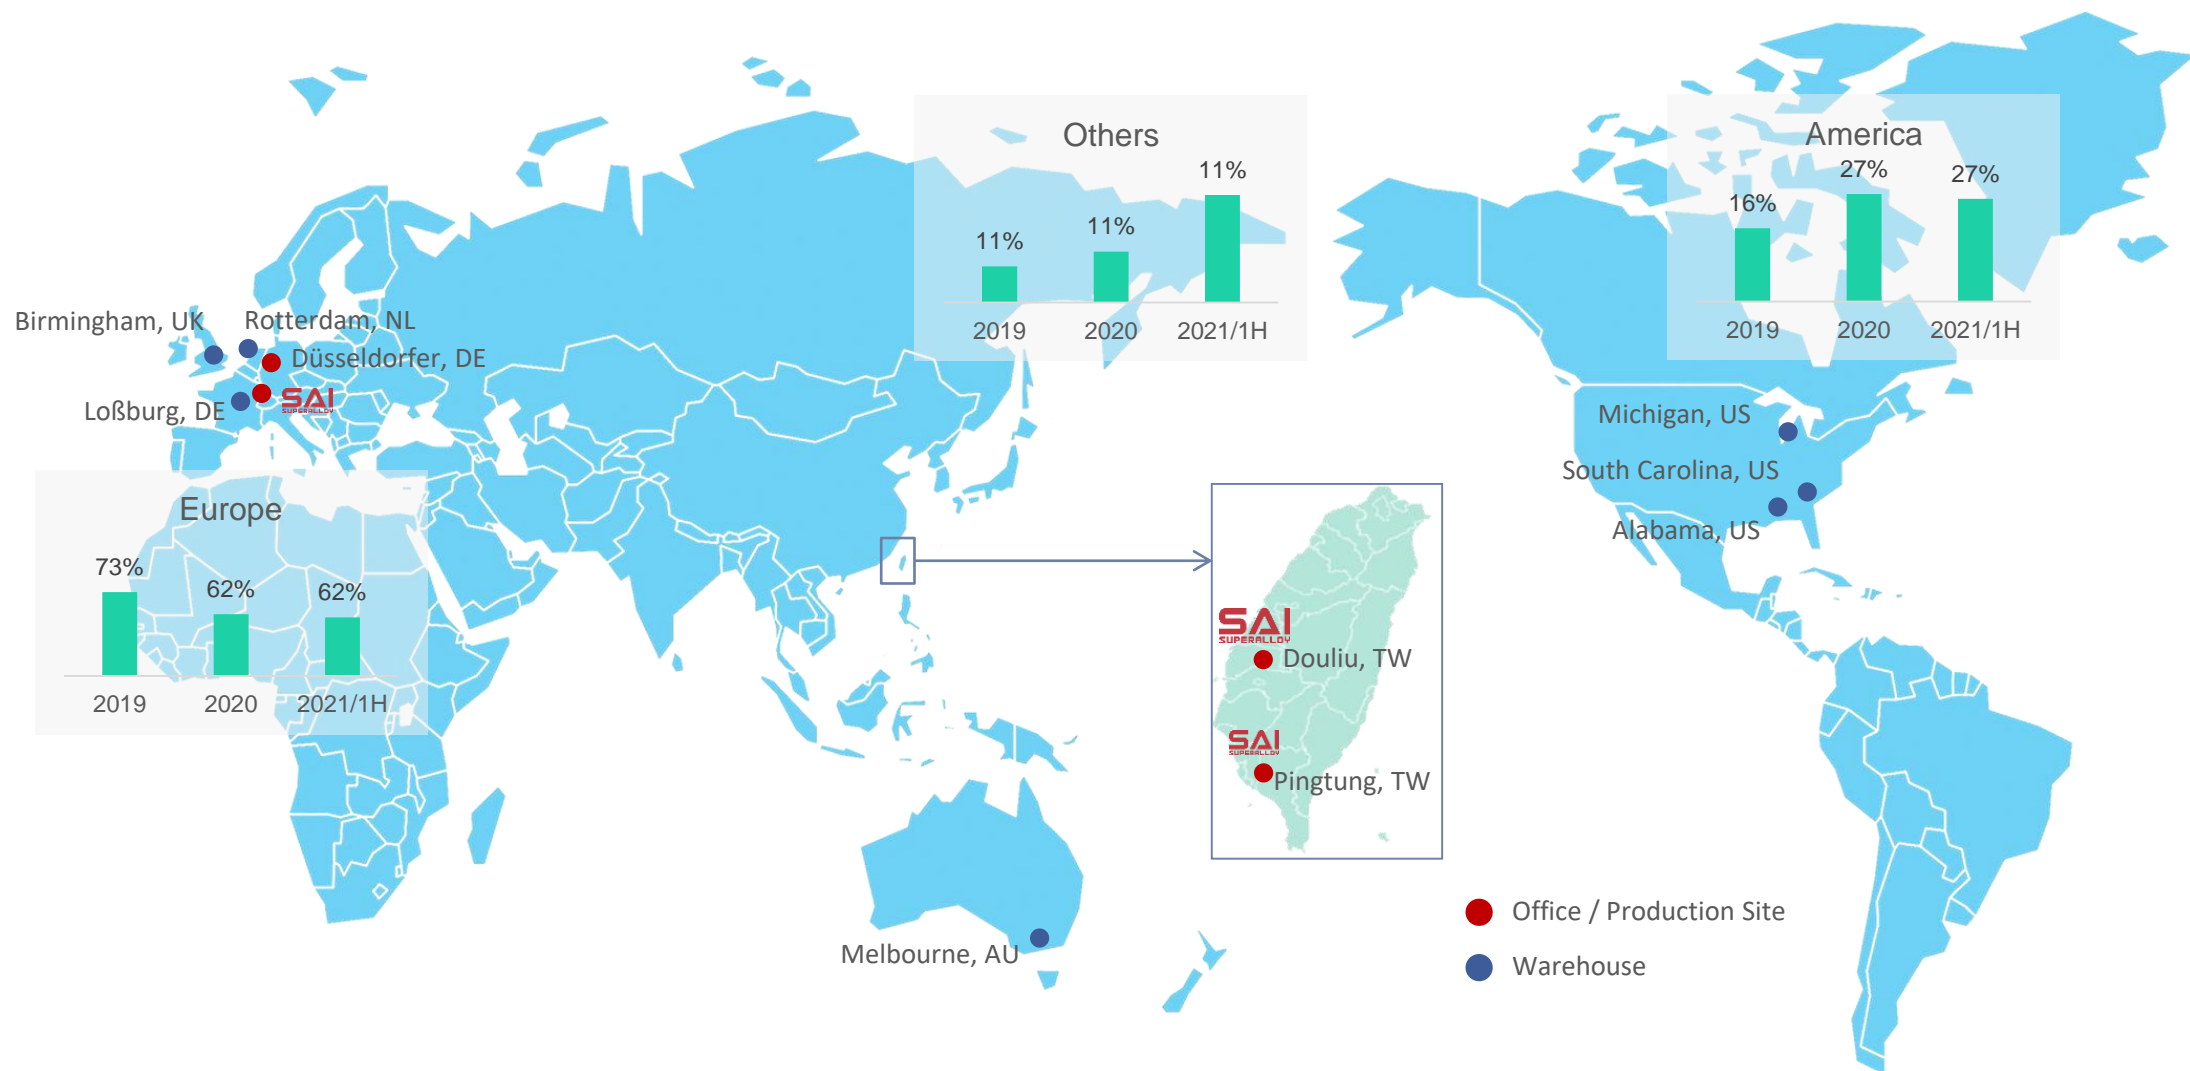 Others
11%
11%
11%
2019
2020
2021/1H
America
16%
27%
27%
2019
2020
2021/1H
Birmingham, UK
Rotterdam, NL
Düsseldorfer, DE
SAI
SUPERALLOY
Loßburg, DE
Europe
73%
62%
62%
2019
2020
2021/1H
Michigan, US
South Carolina, US
Alabama, US
SAI
SUPERALLOY
Douliu, TW
SAI
SUPERALLOY
Pingtung, TW
Melbourne, AU
Office / Production Site
Warehouse